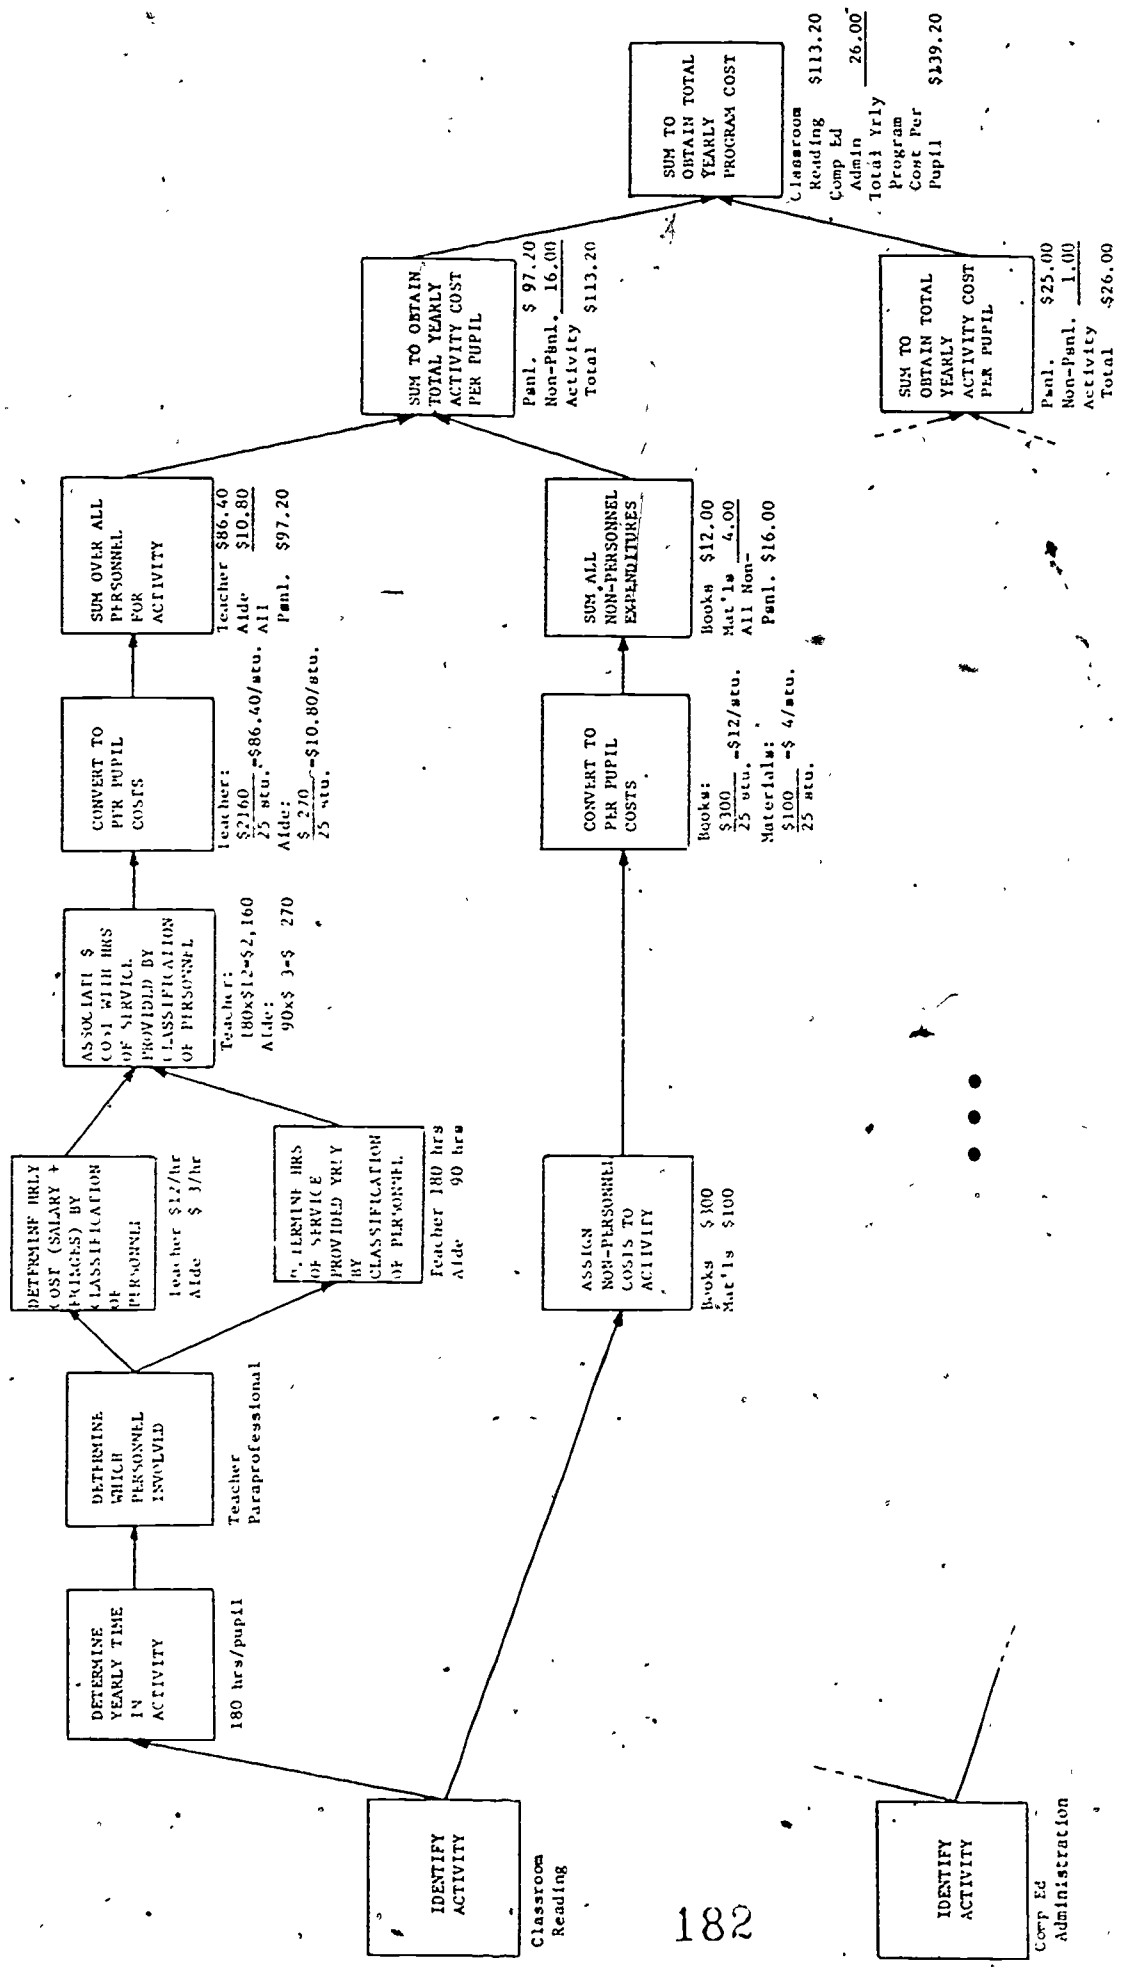 IDENTIFY
ACTIVITY
Classroom
Reading
DETERMINE
YEARLY TIME
IN
ACTIVITY
180 hrs/pupil
DETERMINE
WHICH
PERSONNEL
INVOLVED
Teacher
Paraprofessional
DETERMINE HRLY
COST (SALARY +
FRINGES) BY
CLASSIFICATION
OF
PERSONNEL
Teacher $12/hr
Aide $ 3/hr
HRS
OF SERVICE
PROVIDED YRLY
BY
CLASSIFICATION
OF PERSONNEL
Teacher 180 hrs
Aide 90 hrs
ASSOCIATE $
COST WITH HRS
OF SERVICE
PROVIDED BY
CLASSIFICATION
OF PERSONNEL
Teacher:
180x$12=$2,160
Aide:
90x$ 3=$ 270
CONVERT TO
PER PUPIL
COSTS
Teacher:
$2160 =$86.40/stu.
25 stu.
Aide:
$ 270 =$10.80/stu.
25 stu.
SUM OVER ALL
PERSONNEL
FOR
ACTIVITY
Teacher $86.40
Aide $10.80
All
Psnl. $97.20
ASSIGN
NON-PERSONNEL
COSTS TO
ACTIVITY
Books $300
Mat'ls $100
CONVERT TO
PER PUPIL
COSTS
Books:
$300 =$12/stu.
25 stu.
Materials:
$100 =$ 4/stu.
25 stu.
SUM ALL
NON-PERSONNEL
EXPENDITURES
Books $12.00
Mat'ls 4.00
All Non-
Psnl. $16.00
SUM TO OBTAIN
TOTAL YEARLY
ACTIVITY COST
PER PUPIL
Psnl. $ 97.20
Non-Psnl. 16.00
Activity
Total $113.20
IDENTIFY
ACTIVITY
Comp Ed
Administration
SUM TO
OBTAIN TOTAL
YEARLY
ACTIVITY COST
PER PUPIL
Psnl. $25.00
Non-Psnl. 1.00
Activity
Total $26.00
SUM TO
OBTAIN TOTAL
YEARLY
PROGRAM COST
Classroom
Reading $113.20
Comp Ed
Admin 26.00
Total Yrly
Program
Cost Per
Pupil $139.20
182